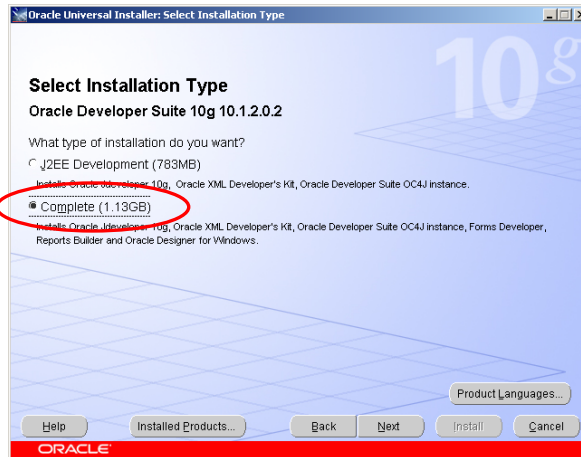 Oracle Universal Installer: Select Installation Type
10g
Select Installation Type
Oracle Developer Suite 10g 10.1.2.0.2
What type of installation do you want?
J2EE Development (783MB)
Installs Oracle Jdeveloper 10g, Oracle XML Developer's Kit, Oracle Developer Suite OC4J instance.
Complete (1.13GB)
Installs Oracle Jdeveloper 10g, Oracle XML Developer's Kit, Oracle Developer Suite OC4J instance, Forms Developer,
Reports Builder and Oracle Designer for Windows.
Product Languages...
Help Installed Products... Back Next Install Cancel
ORACLE